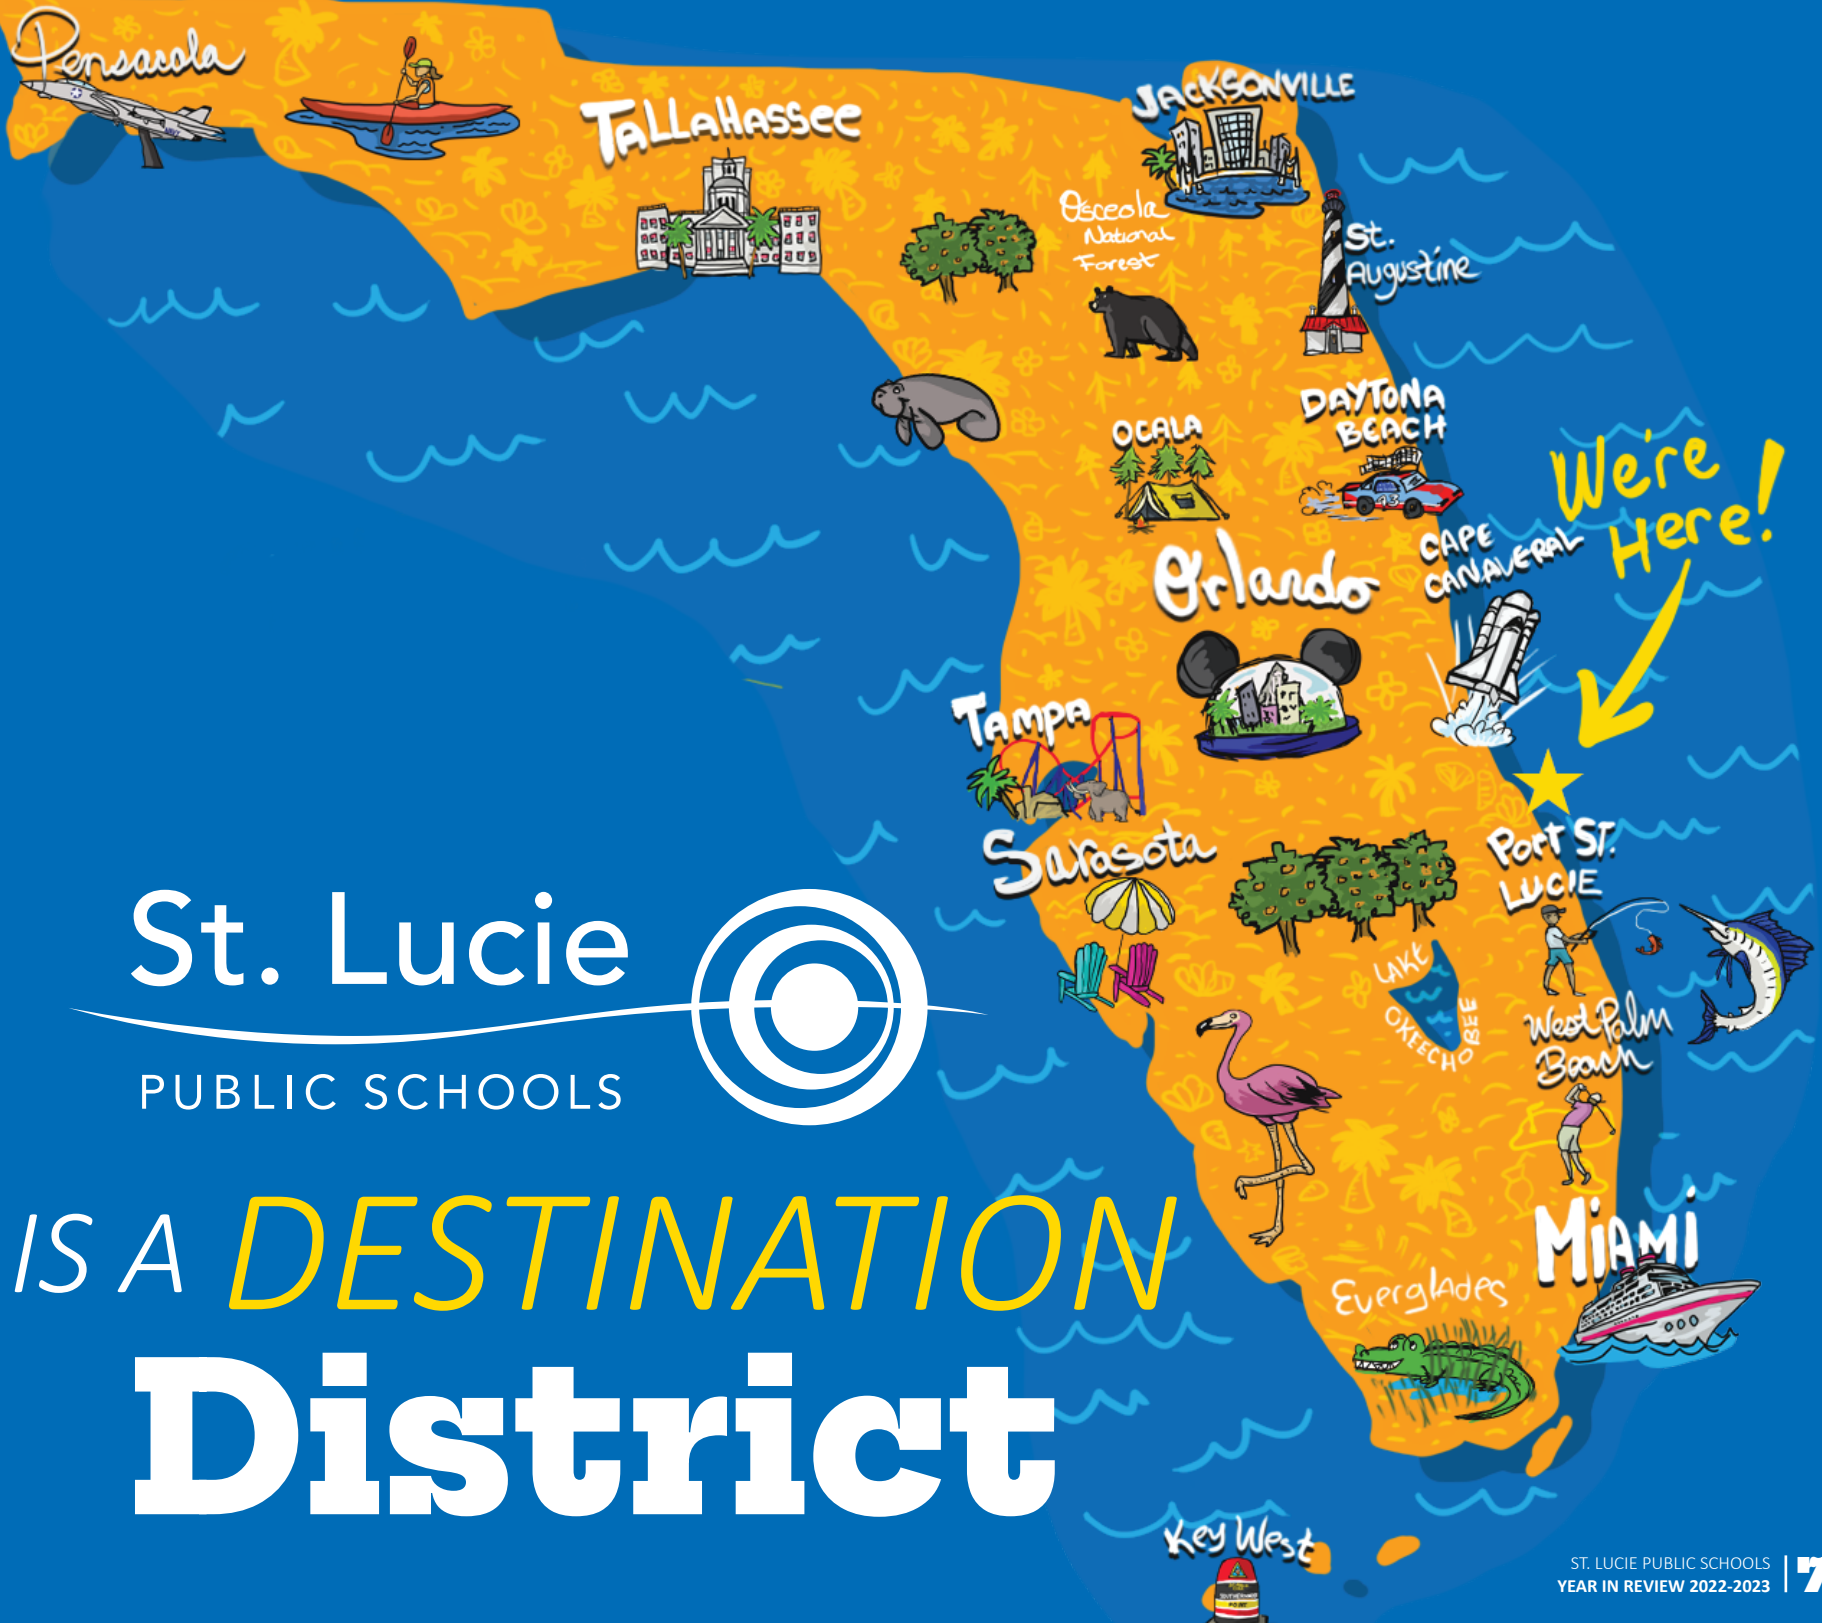 Pensacola
TALLAHASSEE
JACKSONVILLE
Osceola
National
Forest
St.
Augustine
DAYTONA
BEACH
43
OCALA
We're
Here!
CAPE
CANAVERAL
Orlando
TAMPA
Sarasota
PORT ST.
LUCIE
LAKE
OKEECHOBEE
West Palm
Beach
MIAMI
Everglades
Key West
St. Lucie
PUBLIC SCHOOLS
IS A DESTINATION
District
ST. LUCIE PUBLIC SCHOOLS
YEAR IN REVIEW 2022-2023
7